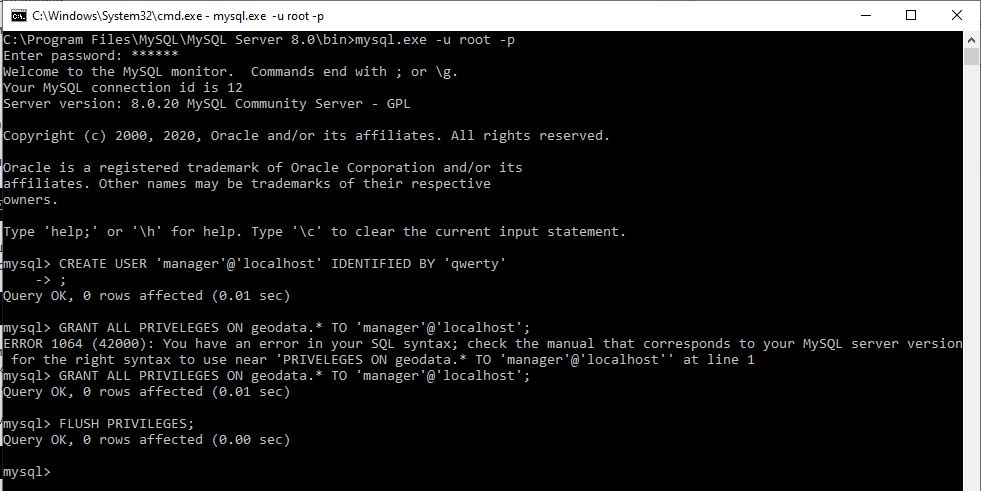 C:\Windows\System32\cmd.exe - mysql.exe -u root -p
C:\Program Files\MySQL\MySQL Server 8.0\bin>mysql.exe -u root -p
Enter password: ******
Welcome to the MySQL monitor.  Commands end with ; or \g.
Your MySQL connection id is 12
Server version: 8.0.20 MySQL Community Server - GPL
Copyright (c) 2000, 2020, Oracle and/or its affiliates. All rights reserved.
Oracle is a registered trademark of Oracle Corporation and/or its
affiliates. Other names may be trademarks of their respective
owners.
Type 'help;' or '\h' for help. Type '\c' to clear the current input statement.
mysql> CREATE USER 'manager'@'localhost' IDENTIFIED BY 'qwerty'
    -> ;
Query OK, 0 rows affected (0.01 sec)
mysql> GRANT ALL PRIVELEGES ON geodata.* TO 'manager'@'localhost';
ERROR 1064 (42000): You have an error in your SQL syntax; check the manual that corresponds to your MySQL server version
 for the right syntax to use near 'PRIVELEGES ON geodata.* TO 'manager'@'localhost'' at line 1
mysql> GRANT ALL PRIVILEGES ON geodata.* TO 'manager'@'localhost';
Query OK, 0 rows affected (0.01 sec)
mysql> FLUSH PRIVILEGES;
Query OK, 0 rows affected (0.00 sec)
mysql>